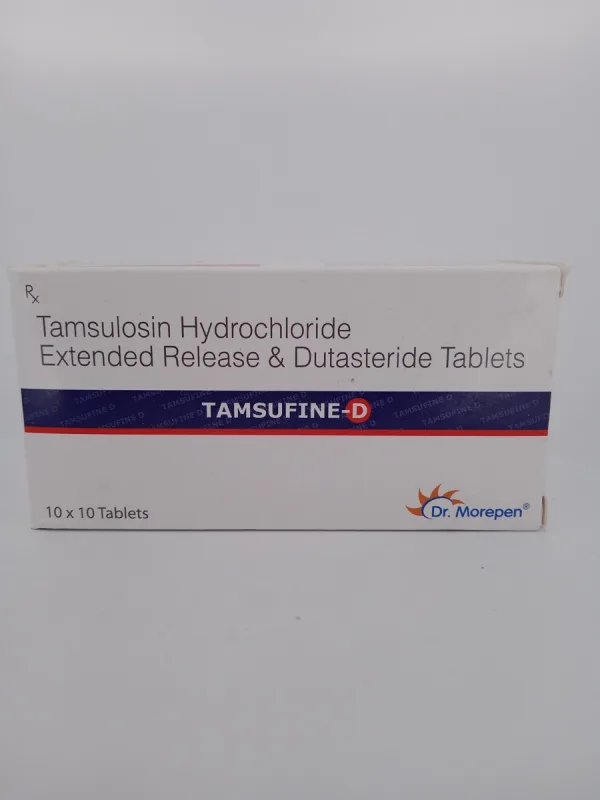 Rx
Tamsulosin Hydrochloride
Extended Release & Dutasteride Tablets
TAMSUFINE-D
10 x 10 Tablets
Dr. Morepen®